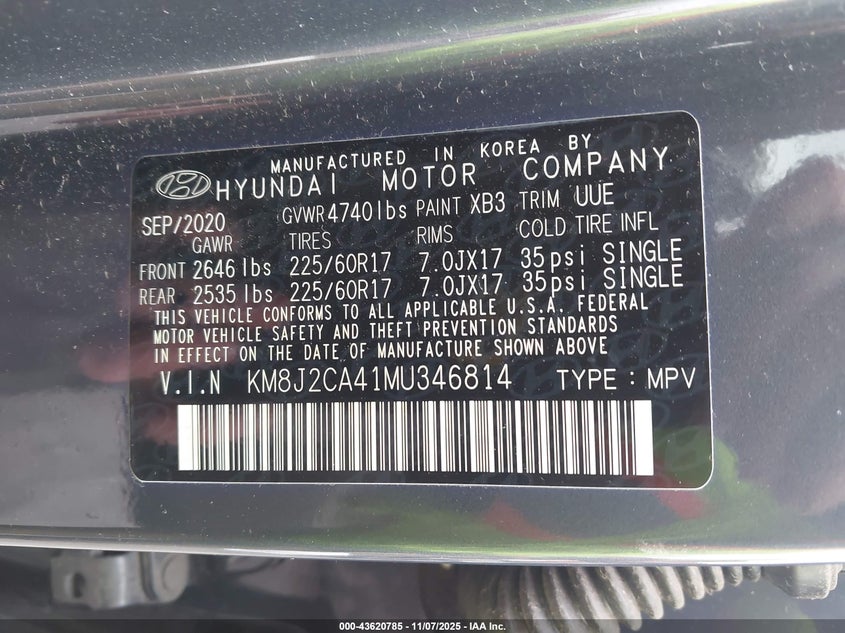 MANUFACTURED IN KOREA BY
HYUNDAI MOTOR COMPANY
SEP/2020 GVWR 4740lbs PAINT XB3 TRIM UUE
GAWR TIRES RIMS COLD TIRE INFL
FRONT 2646 lbs 225/60R17 7.0JX17 35psi SINGLE
REAR 2535 lbs 225/60R17 7.0JX17 35psi SINGLE
THIS VEHICLE CONFORMS TO ALL APPLICABLE U.S.A. FEDERAL
MOTOR VEHICLE SAFETY AND THEFT PREVENTION STANDARDS
IN EFFECT ON THE DATE OF MANUFACTURE SHOWN ABOVE
V.I.N KM8J2CA41MU346814 TYPE : MPV
000-43620785 - 11/07/2025 - IAA Inc.